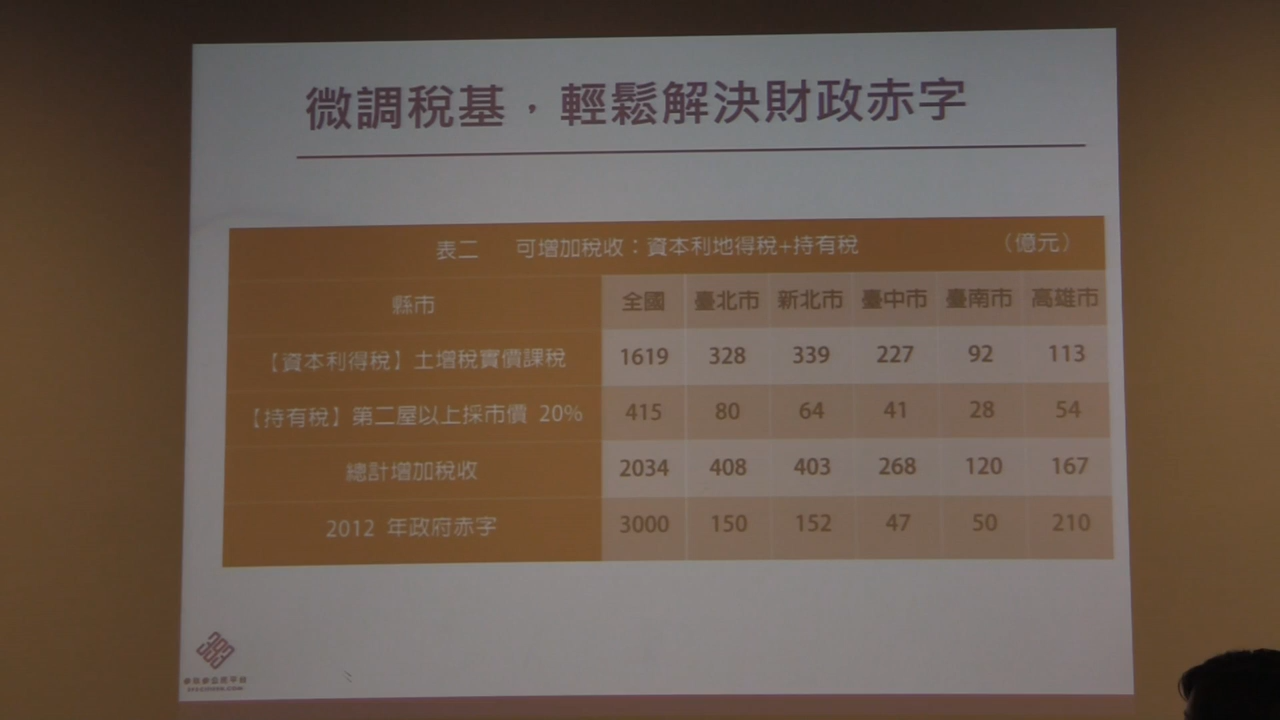 微調稅基，輕鬆解決財政赤字
表二 可增加稅收：資本利地得稅+持有稅 （億元）
縣市 全國 臺北市 新北市 臺中市 臺南市 高雄市
【資本利得稅】土增稅實價課稅 1619 328 339 227 92 113
【持有稅】第二屋以上採市價 20% 415 80 64 41 28 54
總計增加稅收 2034 408 403 268 120 167
2012 年政府赤字 3000 150 152 47 50 210